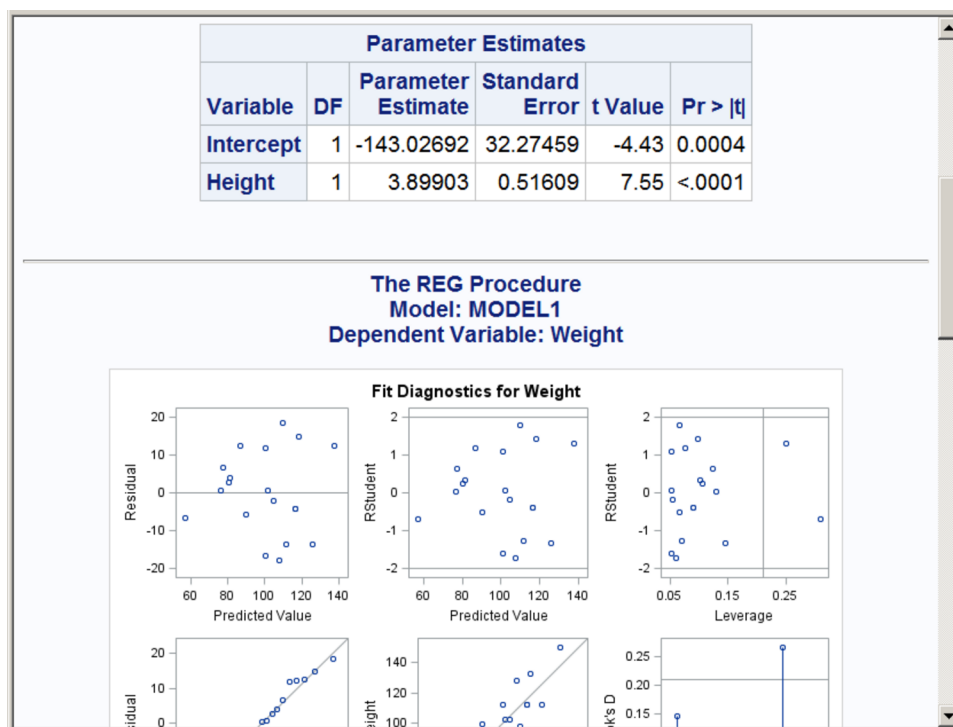 Parameter Estimates
Variable DF Parameter Estimate Standard Error t Value Pr > |t|
Intercept 1 -143.02692 32.27459 -4.43 0.0004
Height 1 3.89903 0.51609 7.55 <.0001
The REG Procedure
Model: MODEL1
Dependent Variable: Weight
Fit Diagnostics for Weight
Residual
20
10
0
-10
-20
60 80 100 120 140
Predicted Value
RStudent
2
1
0
-1
-2
60 80 100 120 140
Predicted Value
RStudent
2
1
0
-1
-2
0.05 0.15 0.25
Leverage
20
10
0
140
120
100
0.25
0.20
0.15